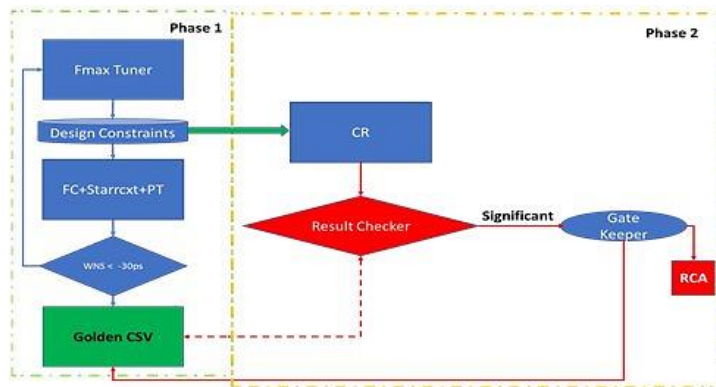 Phase 1
Phase 2
Fmax Tuner
Design Constraints
CR
FC+Starrcxt+PT
Result Checker
Significant
Gate
Keeper
WNS < -30ps
RCA
Golden CSV